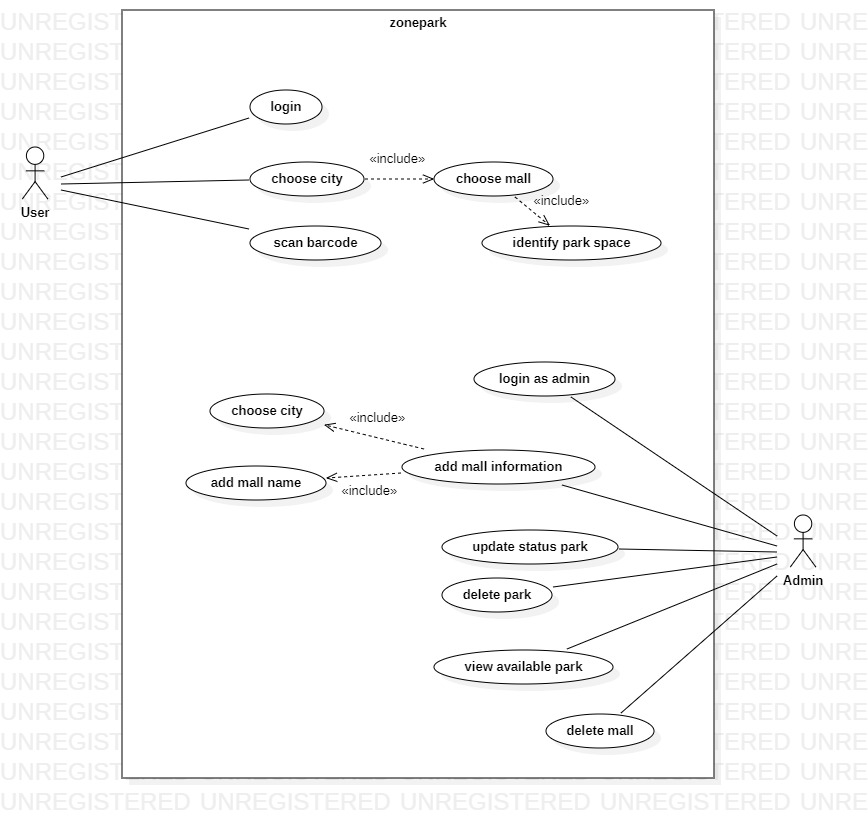 zonepark
login
«include»
choose city
choose mall
«include»
User
scan barcode
identify park space
login as admin
choose city
«include»
add mall information
add mall name
«include»
update status park
Admin
delete park
view available park
delete mall
UNREGISTERED UNREGISTERED UNREGISTERED UNREGISTERED UNRE